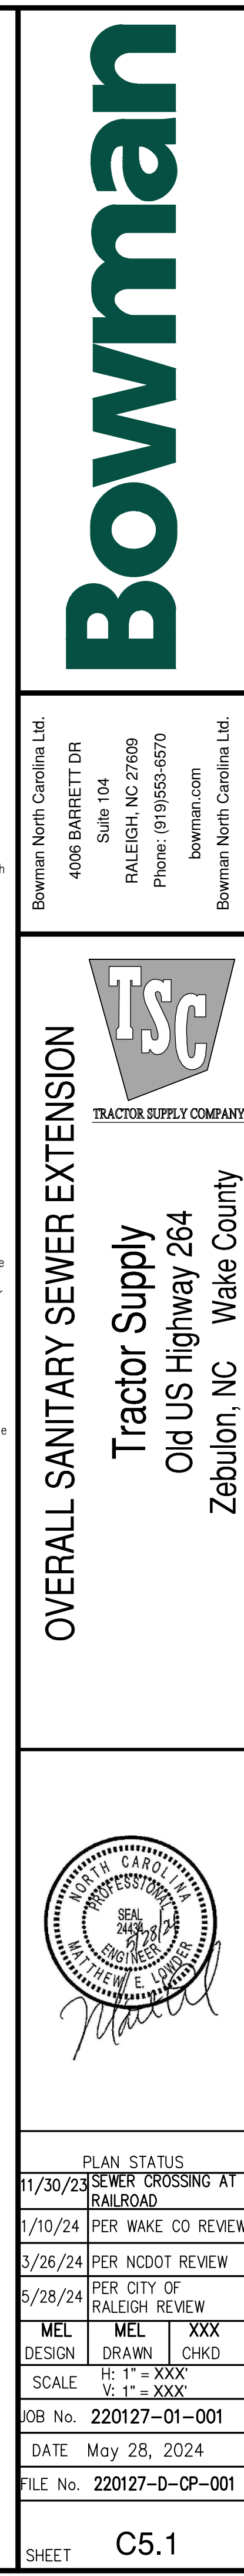 Bowman
Bowman North Carolina Ltd.
4006 BARRETT DR
Suite 104
RALEIGH, NC 27609
Phone: (919)553-6570
bowman.com
Bowman North Carolina Ltd.
TSC
TRACTOR SUPPLY COMPANY
OVERALL SANITARY SEWER EXTENSION
Tractor Supply
Old US Highway 264
Zebulon, NC Wake County
NORTH CAROLINA
PROFESSIONAL
SEAL
24434
5/28/24
ENGINEER
MATTHEW E. LOWDER
PLAN STATUS
11/30/23 SEWER CROSSING AT
RAILROAD
1/10/24 PER WAKE CO REVIEW
3/26/24 PER NCDOT REVIEW
5/28/24 PER CITY OF
RALEIGH REVIEW
MEL MEL XXX
DESIGN DRAWN CHKD
SCALE H: 1" = XXX'
V: 1" = XXX'
JOB No. 220127-01-001
DATE May 28, 2024
FILE No. 220127-D-CP-001
SHEET C5.1